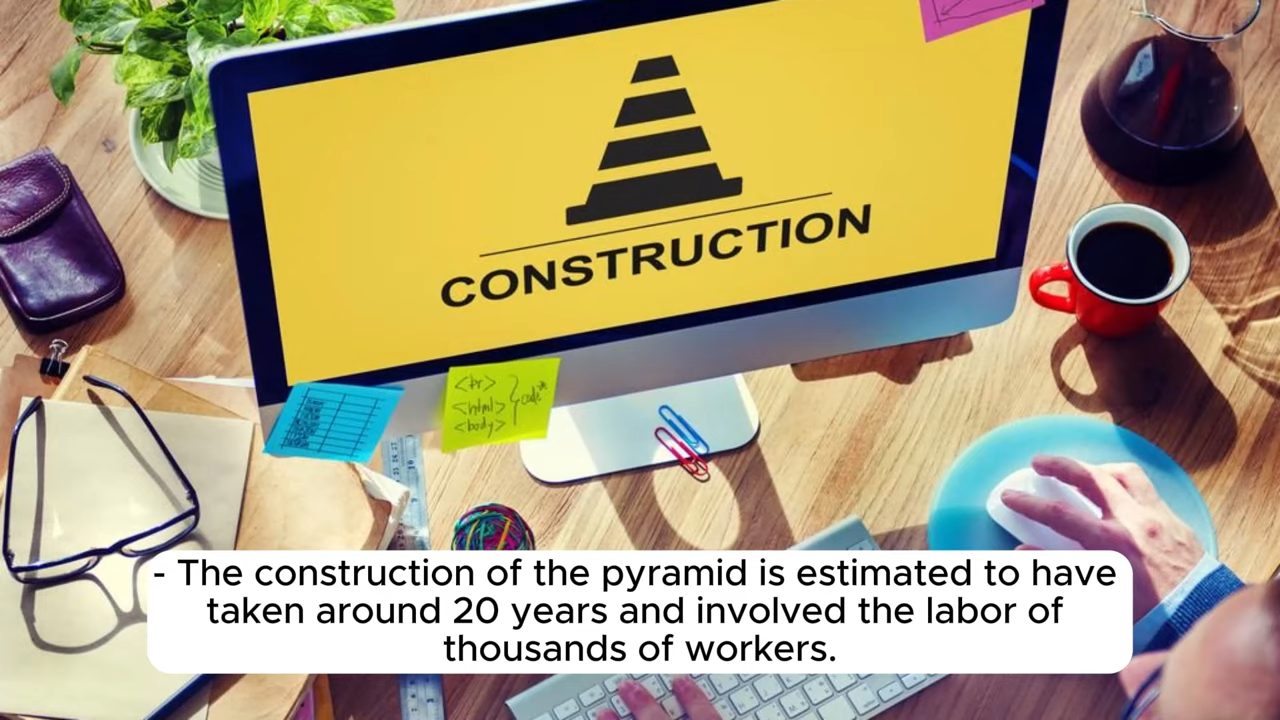 CONSTRUCTION
<br>
<html>
<body>
code
- The construction of the pyramid is estimated to have
taken around 20 years and involved the labor of
thousands of workers.